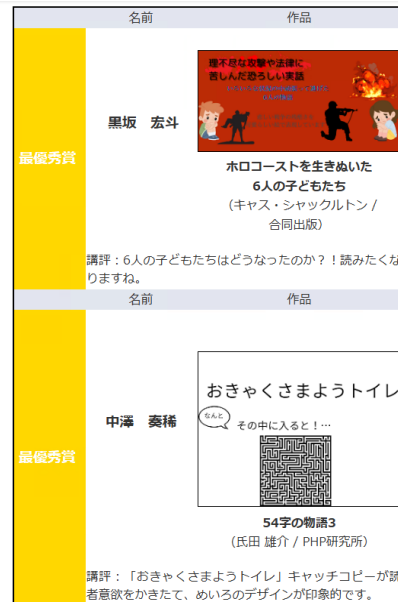 名前 作品
最優秀賞
黒坂 宏斗
理不尽な攻撃や法律に
苦しんだ恐ろしい実話
ホロコーストを生きぬいた
6人の子どもたち
(キャス・シャックルトン /
合同出版)
講評：6人の子どもたちはどうなったのか？！読みたくな
りますね。
名前 作品
最優秀賞
中澤 奏稀
おきゃくさまようトイレ
なんと
その中に入ると！…
54字の物語3
(氏田 雄介 / PHP研究所)
講評：「おきゃくさまようトイレ」キャッチコピーが読
者意欲をかきたて、めいろのデザインが印象的です。